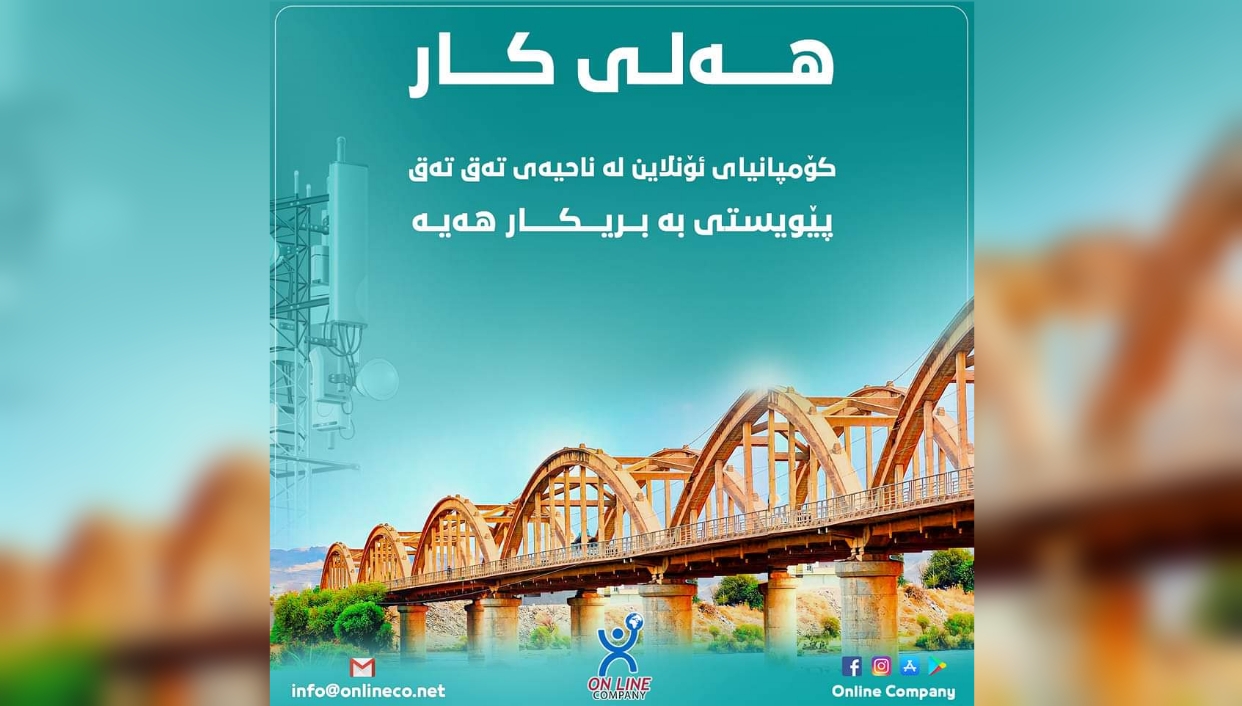 هەلی کار
کۆمپانیای ئۆنلاین لە ناحیەی تەق تەق
پێویستی بە بریکار هەیە
info@onlineco.net
ON LINE
COMPANY
Online Company